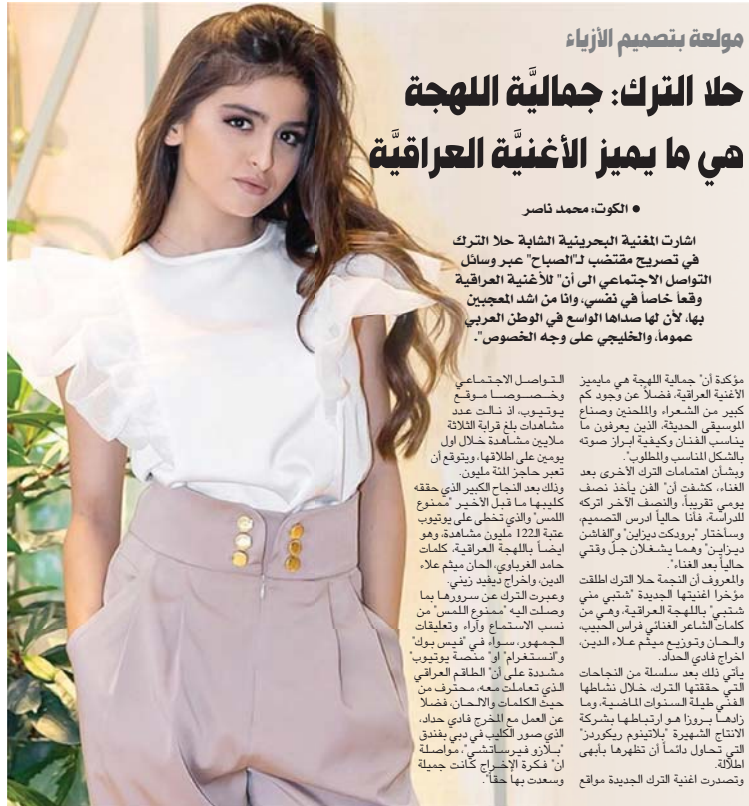 مولعة بتصميم الأزياء
حلا الترك: جماليَّة اللهجة
هي ما يميز الأغنيَّة العراقيَّة
● الكوت: محمد ناصر
اشارت المغنية البحرينية الشابة حلا الترك
في تصريح مقتضب لـ"الصباح" عبر وسائل
التواصل الاجتماعي الى أن" للأغنية العراقية
وقعاً خاصاً في نفسي، وانا من اشد المعجبين
بها، لأن لها صداها الواسع في الوطن العربي
عموماً، والخليجي على وجه الخصوص".
مؤكدة أن" جمالية اللهجة هي مايميز
الأغنية العراقية، فضلاً عن وجود كم
كبير من الشعراء والملحنين وصناع
الموسيقى الحديثة، الذين يعرفون ما
يناسب الفنان وكيفية ابراز صوته
بالشكل المناسب والمطلوب".
وبشأن اهتمامات الترك الأخرى بعد
الغناء، كشفت أن" الفن يأخذ نصف
يومي تقريباً، والنصف الآخر اتركه
للدراسة، فأنا حالياً ادرس التصميم،
وسأختار "برودكت ديزاين" و"الفاشن
ديزاين" وهما يشغلان جلّ وقتي
حالياً بعد الغناء".
والمعروف أن النجمة حلا الترك اطلقت
مؤخرا اغنيتها الجديدة "شتبي مني
شتبي" باللهجة العراقية، وهي من
كلمات الشاعر الغنائي فراس الحبيب،
والحان وتوزيع ميثم علاء الدين،
اخراج فادي الحداد.
يأتي ذلك بعد سلسلة من النجاحات
التي حققتها الترك، خلال نشاطها
الفني طيلة السنوات الماضية، وما
زادها بروزا هو ارتباطها بشركة
الانتاج الشهيرة "بلاتينوم ريكوردز"
التي تحاول دائماً أن تظهرها بأبهى
اطلالة.
وتصدرت اغنية الترك الجديدة مواقع
التواصل الاجتماعي
وخصوصا موقع
يوتيوب، اذ نالت عدد
مشاهدات بلغ قرابة الثلاثة
ملايين مشاهدة خلال اول
يومين على اطلاقها، ويتوقع أن
تعبر حاجز المئة مليون.
وذلك بعد النجاح الكبير الذي حققه
كليبها ما قبل الأخير "ممنوع
اللمس" والذي تخطى على يوتيوب
عتبة الـ122 مليون مشاهدة، وهو
ايضاً باللهجة العراقية، كلمات
حامد الغرباوي، الحان ميثم علاء
الدين، واخراج ديفيد زيني.
وعبرت الترك عن سرورها بما
وصلت اليه "ممنوع اللمس" من
نسب الاستماع وآراء وتعليقات
الجمهور، سواء في "فيس بوك"
و"انستغرام" او" منصة يوتيوب"
مشددة على أن" الطاقم العراقي
الذي تعاملت معه، محترف من
حيث الكلمات والالحان، فضلا
عن العمل مع المخرج فادي حداد،
الذي صور الكليب في دبي بفندق
"بلازو فيرساتشي"، مواصلة
ان" فكرة الإخراج كانت جميلة
وسعدت بها حقاً".